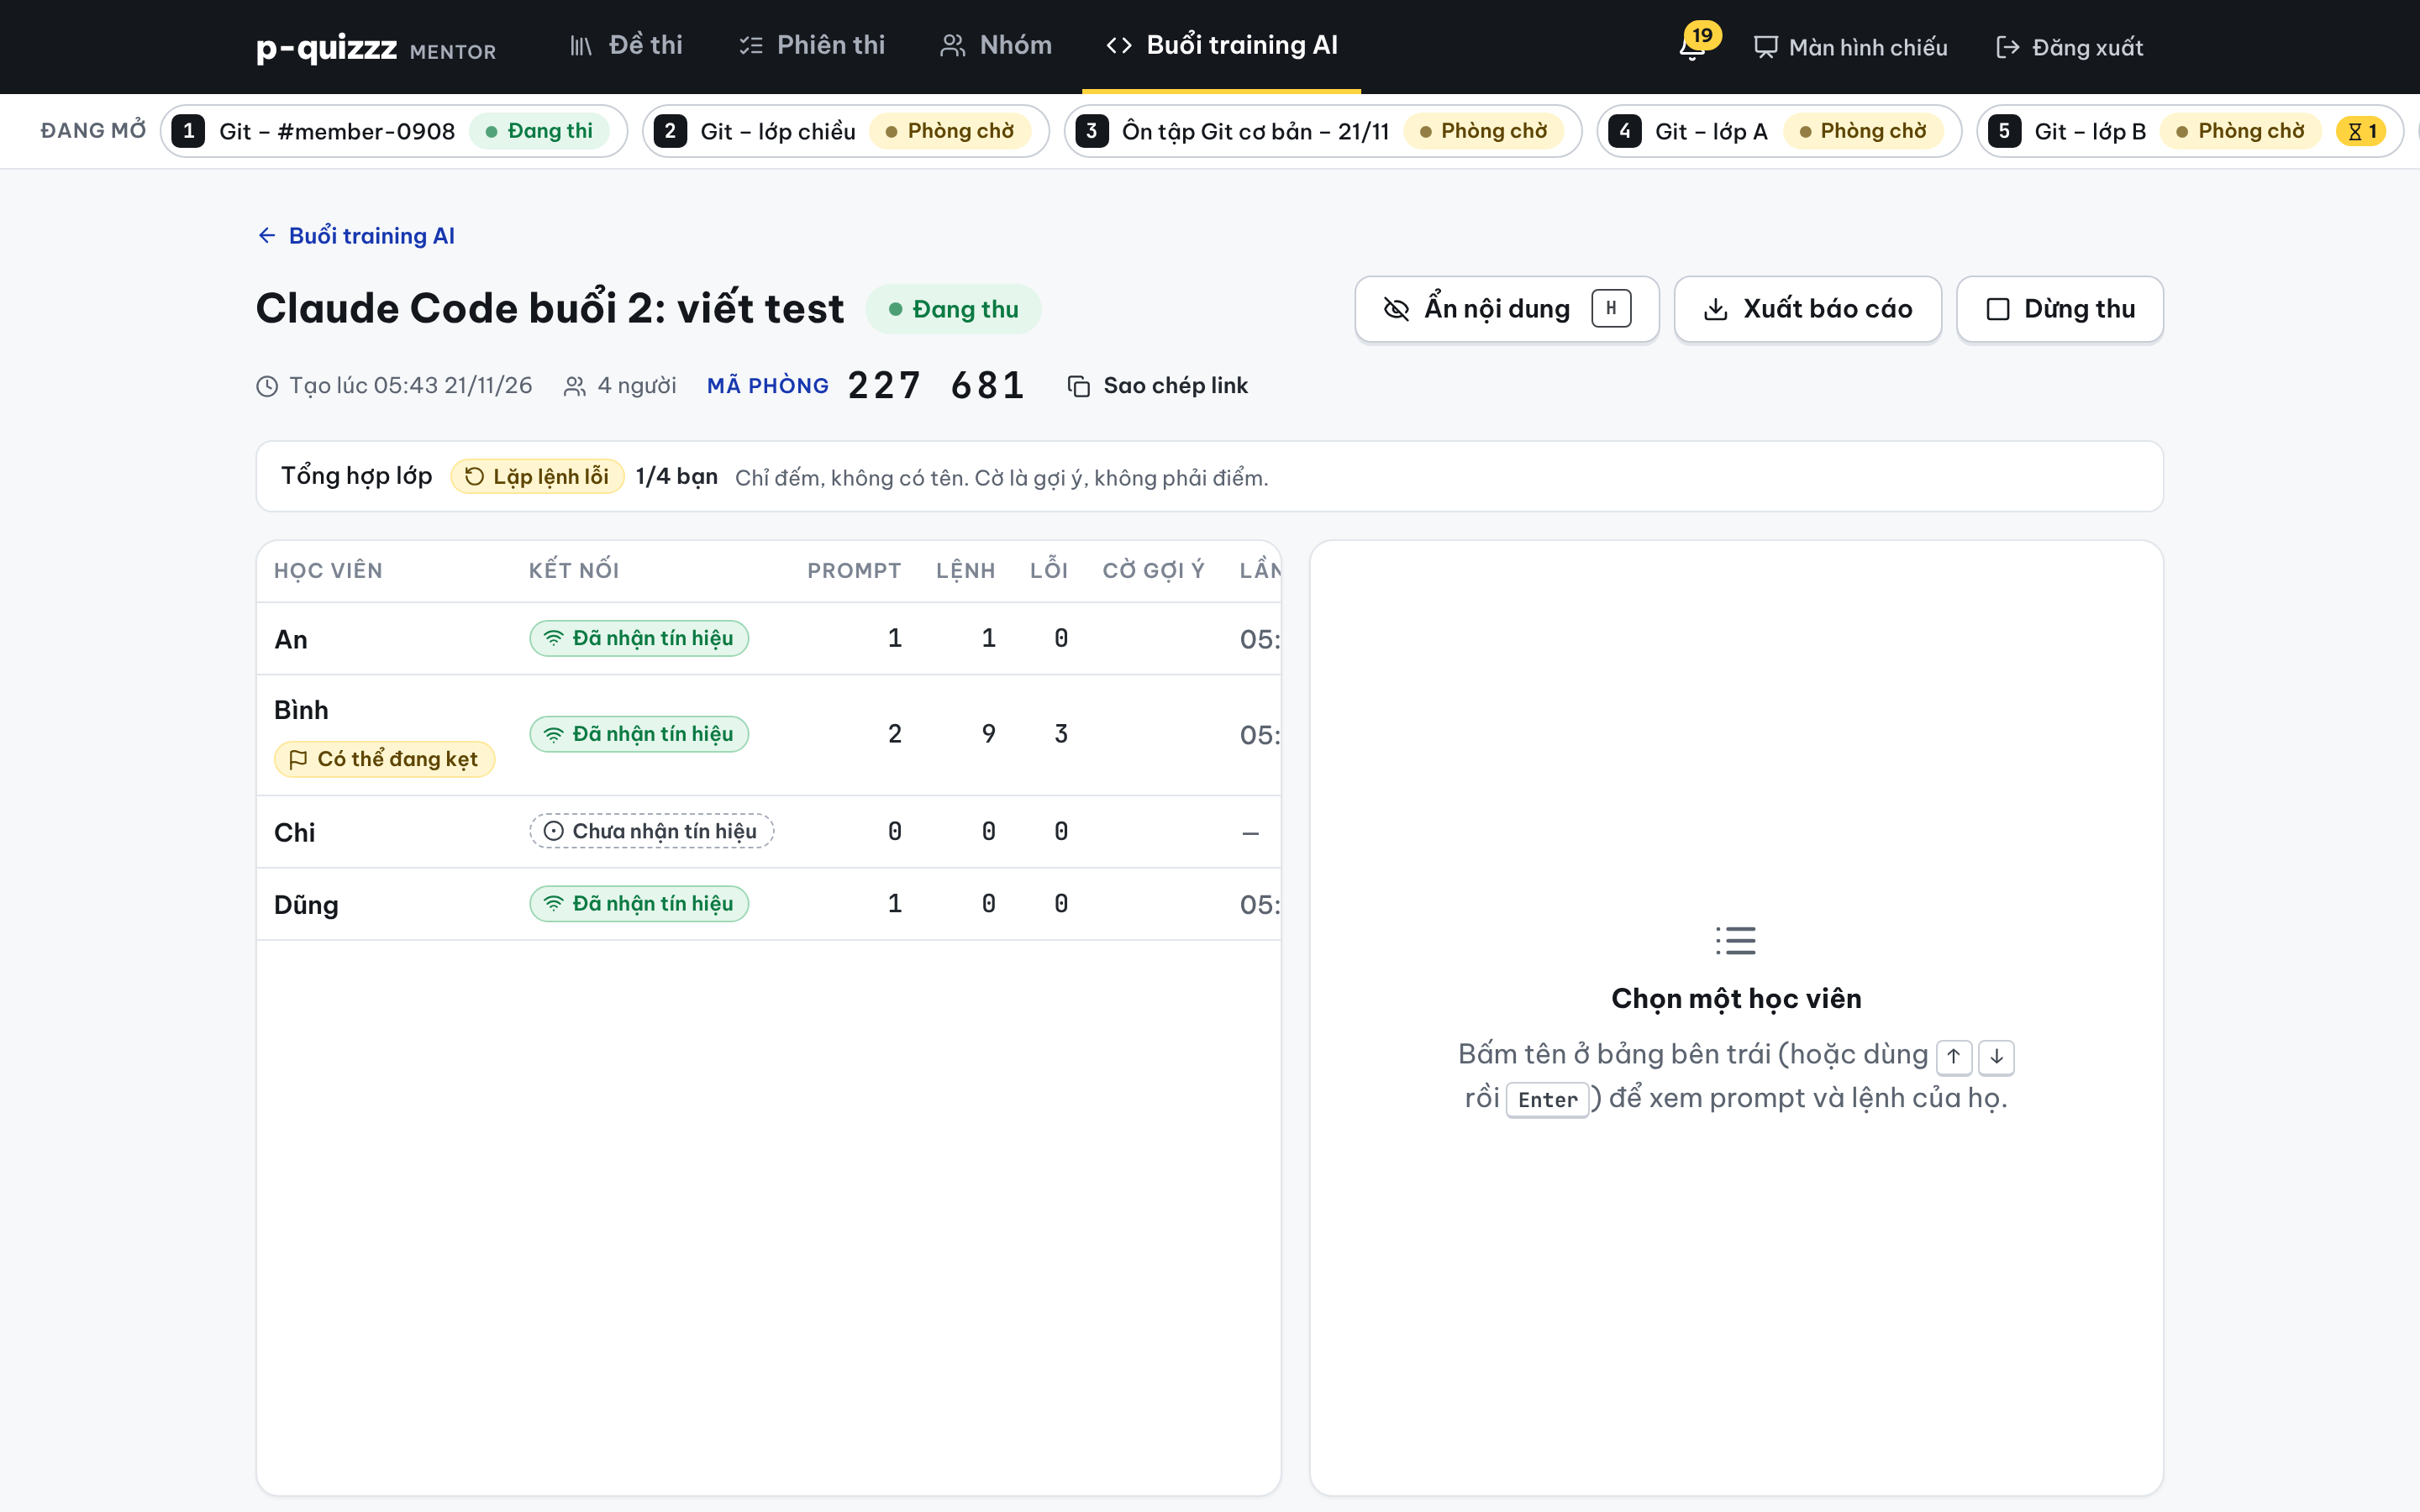 p-quizzz MENTOR Đề thi Phiên thi Nhóm Buổi training AI 19 Màn hình chiếu Đăng xuất
ĐANG MỞ 1 Git – #member-0908 Đang thi 2 Git – lớp chiều Phòng chờ 3 Ôn tập Git cơ bản – 21/11 Phòng chờ 4 Git – lớp A Phòng chờ 5 Git – lớp B Phòng chờ 1
Buổi training AI
Claude Code buổi 2: viết test Đang thu Ẩn nội dung H Xuất báo cáo Dừng thu
Tạo lúc 05:43 21/11/26 4 người MÃ PHÒNG 227 681 Sao chép link
Tổng hợp lớp Lặp lệnh lỗi 1/4 bạn Chỉ đếm, không có tên. Cờ là gợi ý, không phải điểm.
HỌC VIÊN KẾT NỐI PROMPT LỆNH LỖI CỜ GỢI Ý LẦN
An Đã nhận tín hiệu 1 1 0 05:
Bình
Có thể đang kẹt Đã nhận tín hiệu 2 9 3 05:
Chi Chưa nhận tín hiệu 0 0 0 –
Dũng Đã nhận tín hiệu 1 0 0 05:
Chọn một học viên
Bấm tên ở bảng bên trái (hoặc dùng ↑ ↓
rồi Enter) để xem prompt và lệnh của họ.